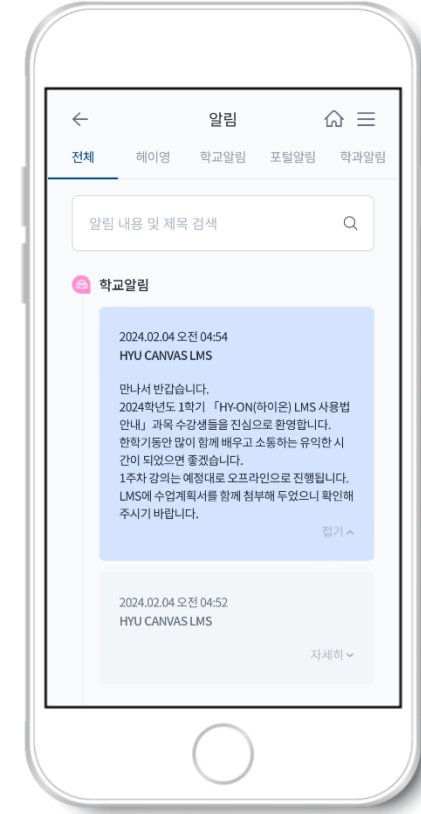 알림
전체 헤이영 학교알림 포털알림 학과알림
알림 내용 및 제목 검색
학교알림
2024.02.04 오전 04:54
HYU CANVAS LMS
만나서 반갑습니다.
2024학년도 1학기 「HY-ON(하이온) LMS 사용법
안내」 과목 수강생들을 진심으로 환영합니다.
한학기동안 많이 함께 배우고 소통하는 유익한 시
간이 되었으면 좋겠습니다.
1주차 강의는 예정대로 오프라인으로 진행됩니다.
LMS에 수업계획서를 함께 첨부해 두었으니 확인해
주시기 바랍니다.
접기
2024.02.04 오전 04:52
HYU CANVAS LMS
자세히